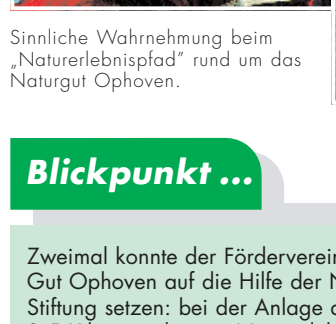 Sinnliche Wahrnehmung beim
„Naturerlebnispfad” rund um das
Naturgut Ophoven.
Blickpunkt ...
Zweimal konnte der Förderverein
Gut Ophoven auf die Hilfe der
Stiftung setzen: bei der Anlage